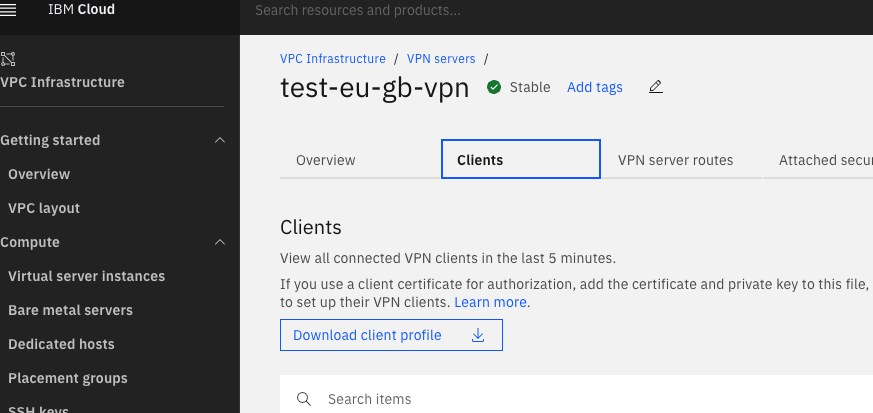 IBM Cloud
Search resources and products...
VPC Infrastructure
Getting started
Overview
VPC layout
Compute
Virtual server instances
Bare metal servers
Dedicated hosts
Placement groups
SSH keys
VPC Infrastructure / VPN servers /
test-eu-gb-vpn Stable Add tags
Overview Clients VPN server routes Attached secu
Clients
View all connected VPN clients in the last 5 minutes.
If you use a client certificate for authorization, add the certificate and private key to this file,
to set up their VPN clients. Learn more.
Download client profile
Search items